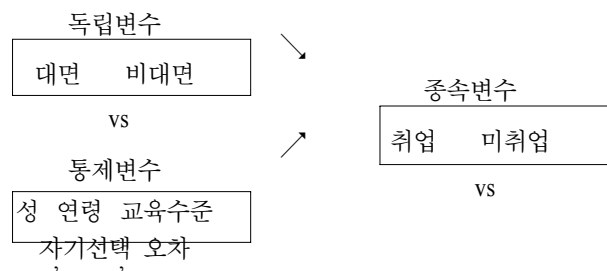 독립변수
대면 비대면
vs
통제변수
성 연령 교육수준
자기선택 오차
, ,
종속변수
취업 미취업
vs